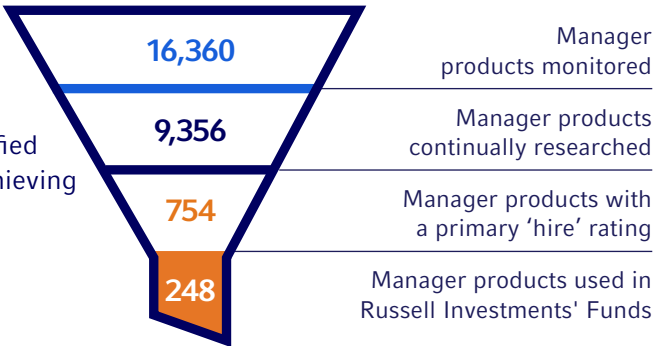 16,360
Manager
products monitored
9,356
Manager products
continually researched
754
Manager products with
a primary ‘hire’ rating
248
Manager products used in
Russell Investments' Funds